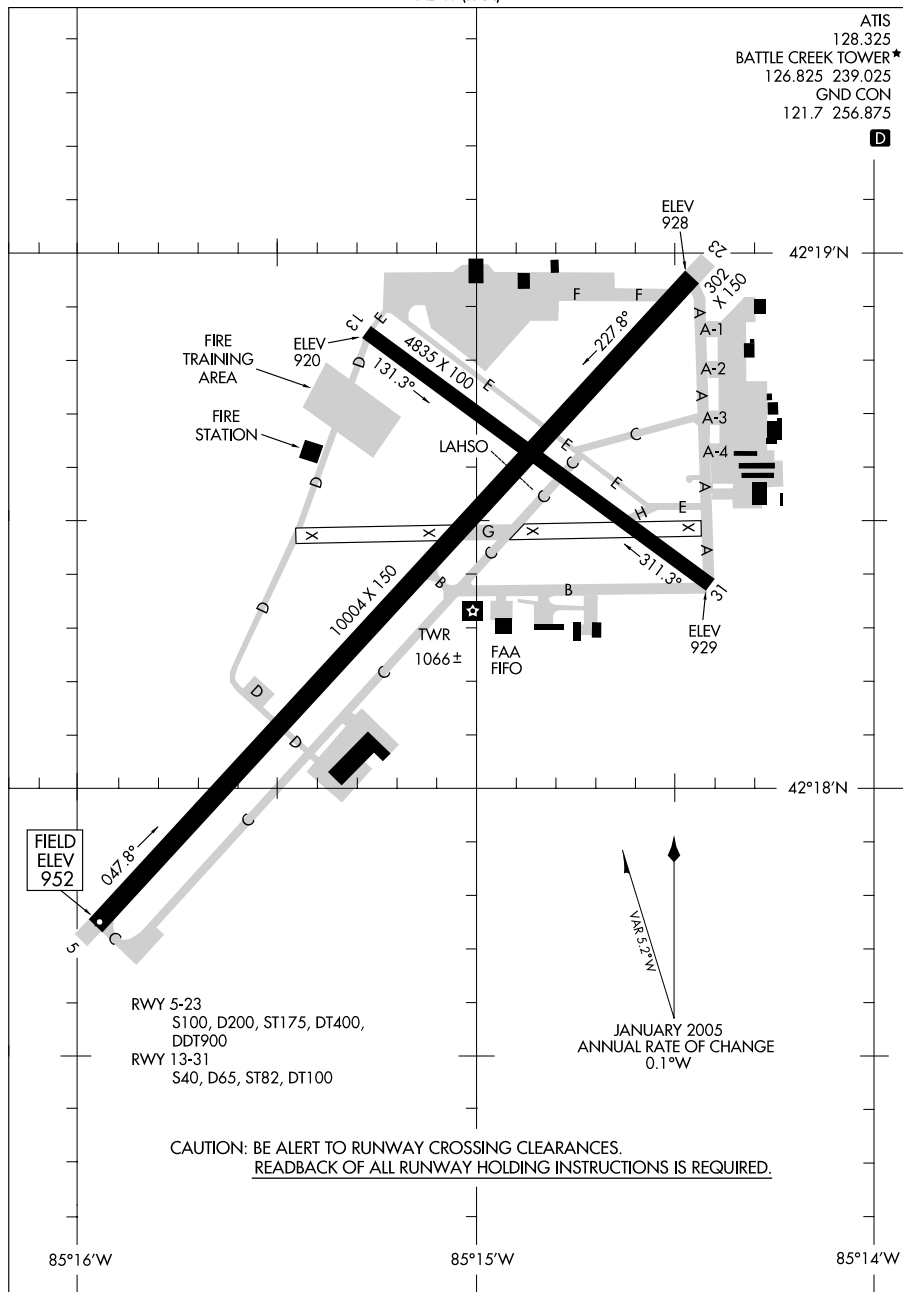 ATIS
128.325
BATTLE CREEK TOWER★
126.825 239.025
GND CON
121.7 256.875
D
ELEV
928
42°19'N
23
302
X 150
F F
A
A-1
227.8°
13
E
ELEV
920
4835 X 100
131.3°
D
E
FIRE
TRAINING
AREA
A-2
A
A-3
FIRE
STATION
LAHSO
E
C
C
A-4
D
C
E
A
H
E
X
X
G
X
X
C
A
311.3°
31
10004 X 150
B
B
D
TWR
1066±
FAA
FIFO
ELEV
929
C
D
D
42°18'N
C
047.8°
FIELD
ELEV
952
5
C
VAR 5.2° W
RWY 5-23
S100, D200, ST175, DT400,
DDT900
RWY 13-31
S40, D65, ST82, DT100
JANUARY 2005
ANNUAL RATE OF CHANGE
0.1°W
CAUTION: BE ALERT TO RUNWAY CROSSING CLEARANCES.
READBACK OF ALL RUNWAY HOLDING INSTRUCTIONS IS REQUIRED.
85°16'W
85°15'W
85°14'W